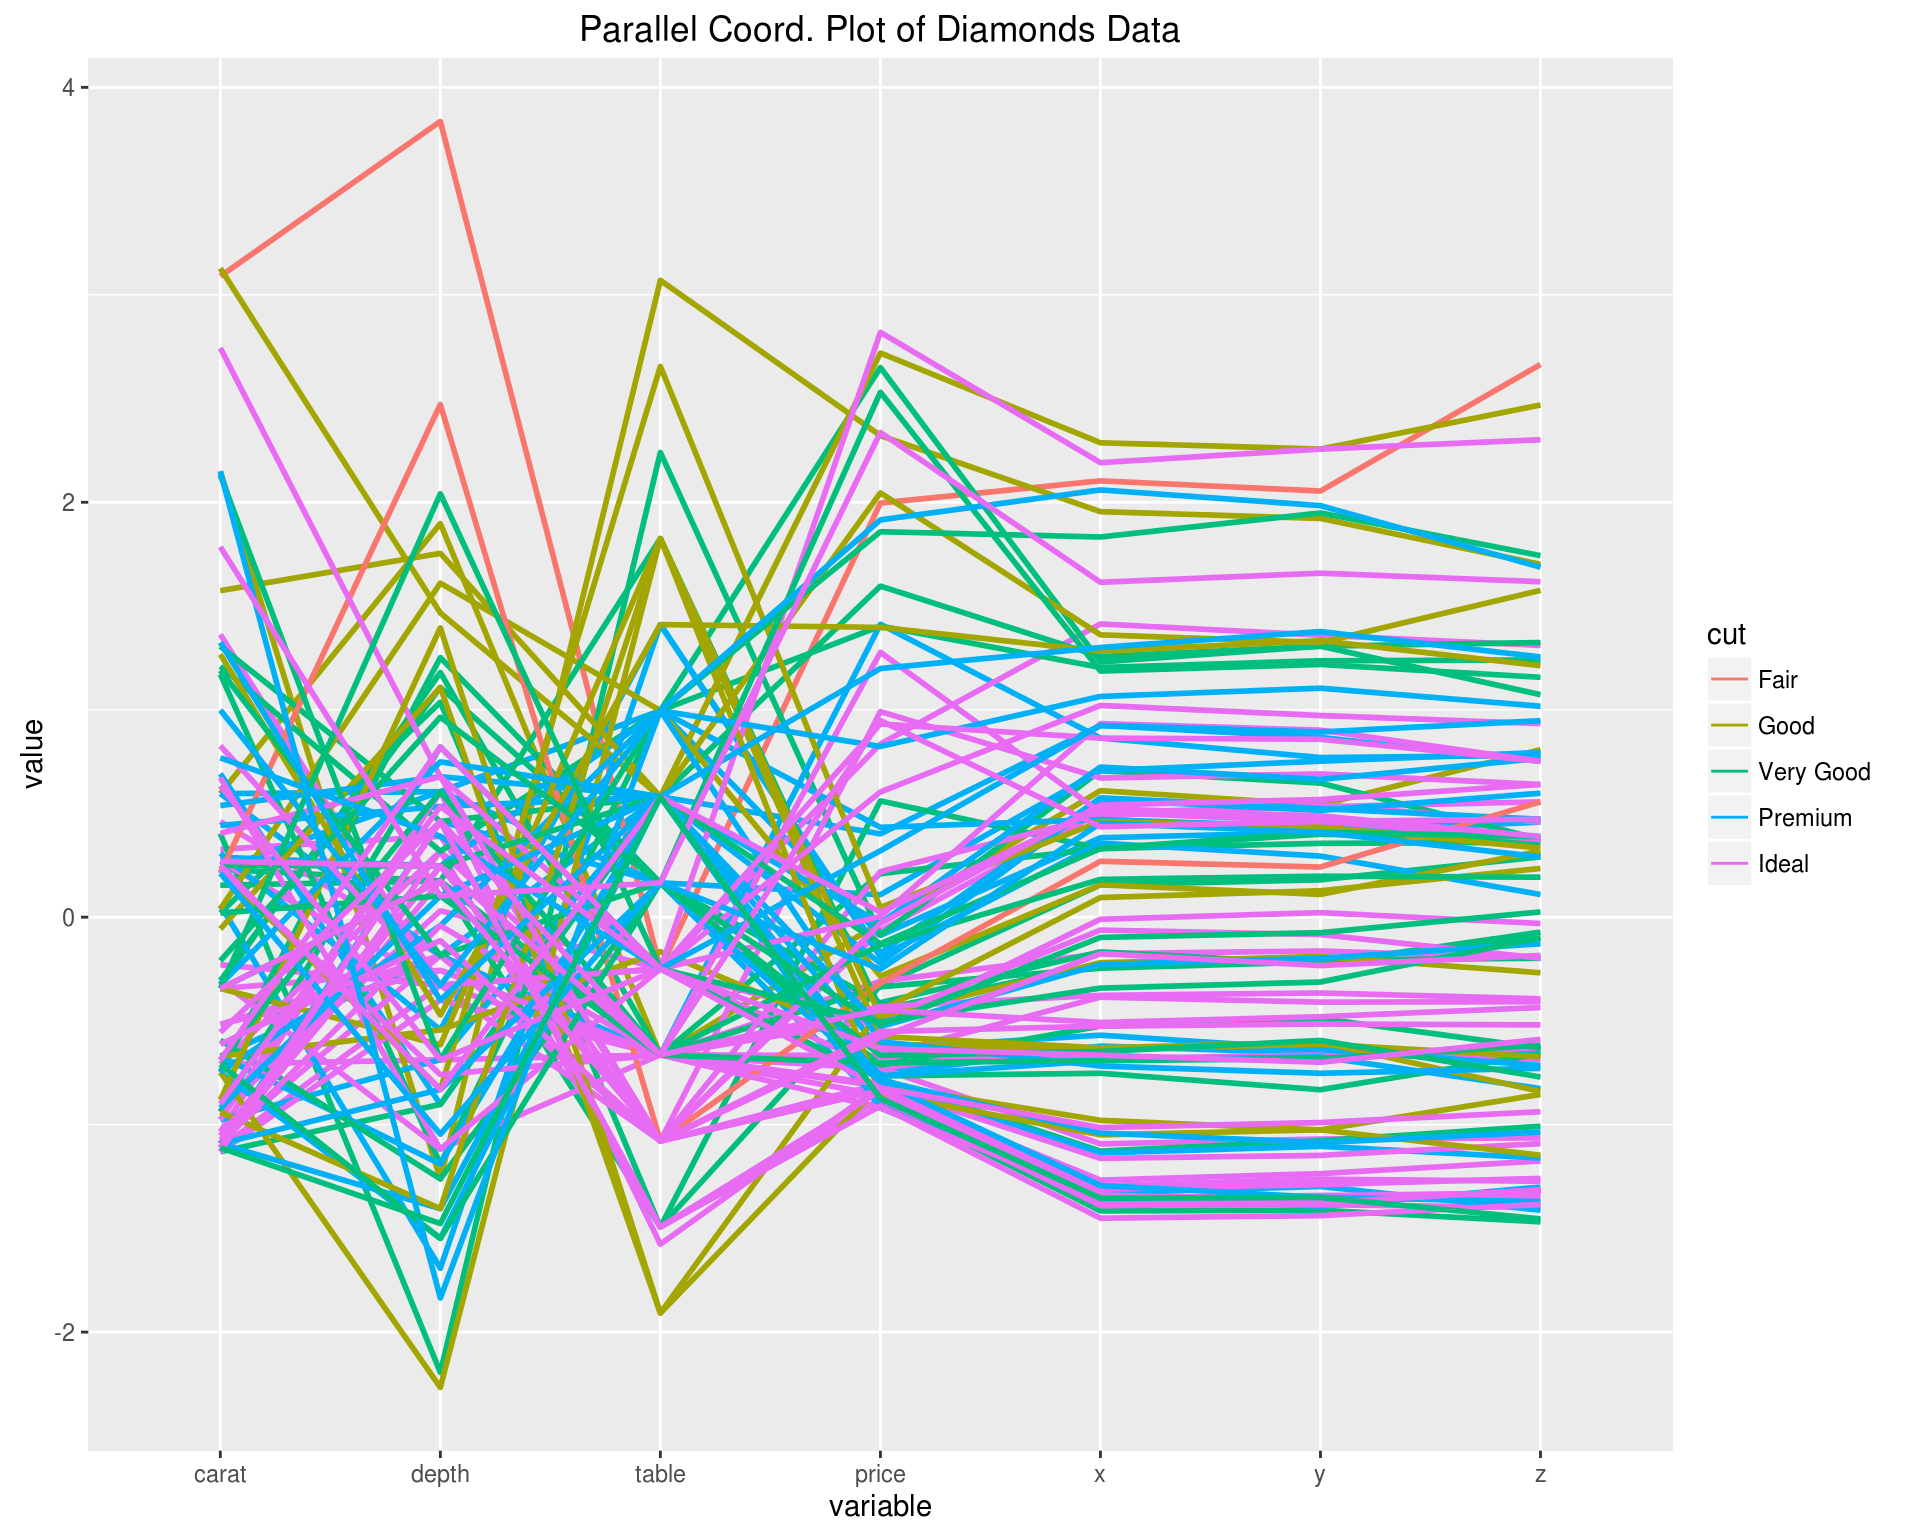 Parallel Coord. Plot of Diamonds Data
4
2
0
-2
value
carat depth table price x y z
variable
cut
Fair
Good
Very Good
Premium
Ideal